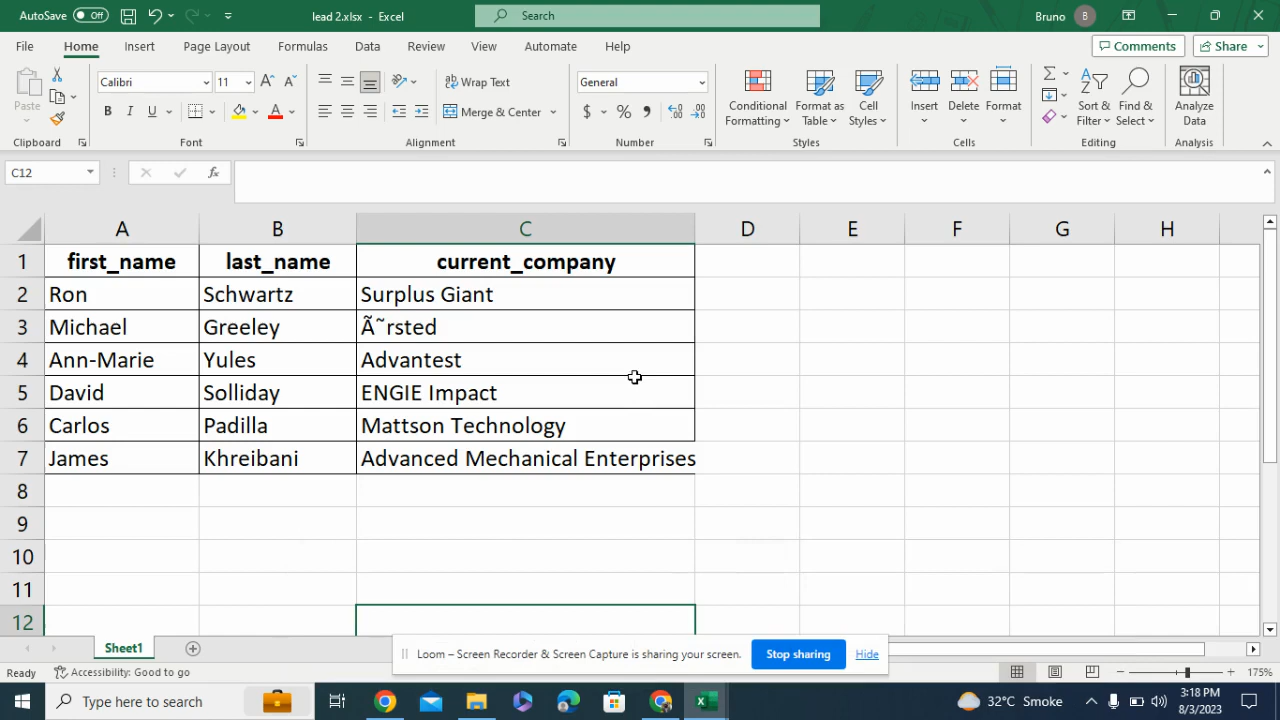 AutoSave Off lead 2.xlsx - Excel Search Bruno B
File Home Insert Page Layout Formulas Data Review View Automate Help Comments Share
Paste Calibri 11 Wrap Text General Conditional Formatting Format as Table Cell Styles Insert Delete Format Sort & Filter Find & Select Analyze Data
B I U Merge & Center $ % ,
Clipboard Font Alignment Number Styles Cells Editing Analysis
C12 fx
A B C D E F G H
1 first_name last_name current_company
2 Ron Schwartz Surplus Giant
3 Michael Greeley Ã˜rsted
4 Ann-Marie Yules Advantest
5 David Solliday ENGIE Impact
6 Carlos Padilla Mattson Technology
7 James Khreibani Advanced Mechanical Enterprises
8
9
10
11
12
Sheet1
Loom – Screen Recorder & Screen Capture is sharing your screen. Stop sharing Hide
Ready Accessibility: Good to go 175%
Type here to search 32°C Smoke 3:18 PM
8/3/2023